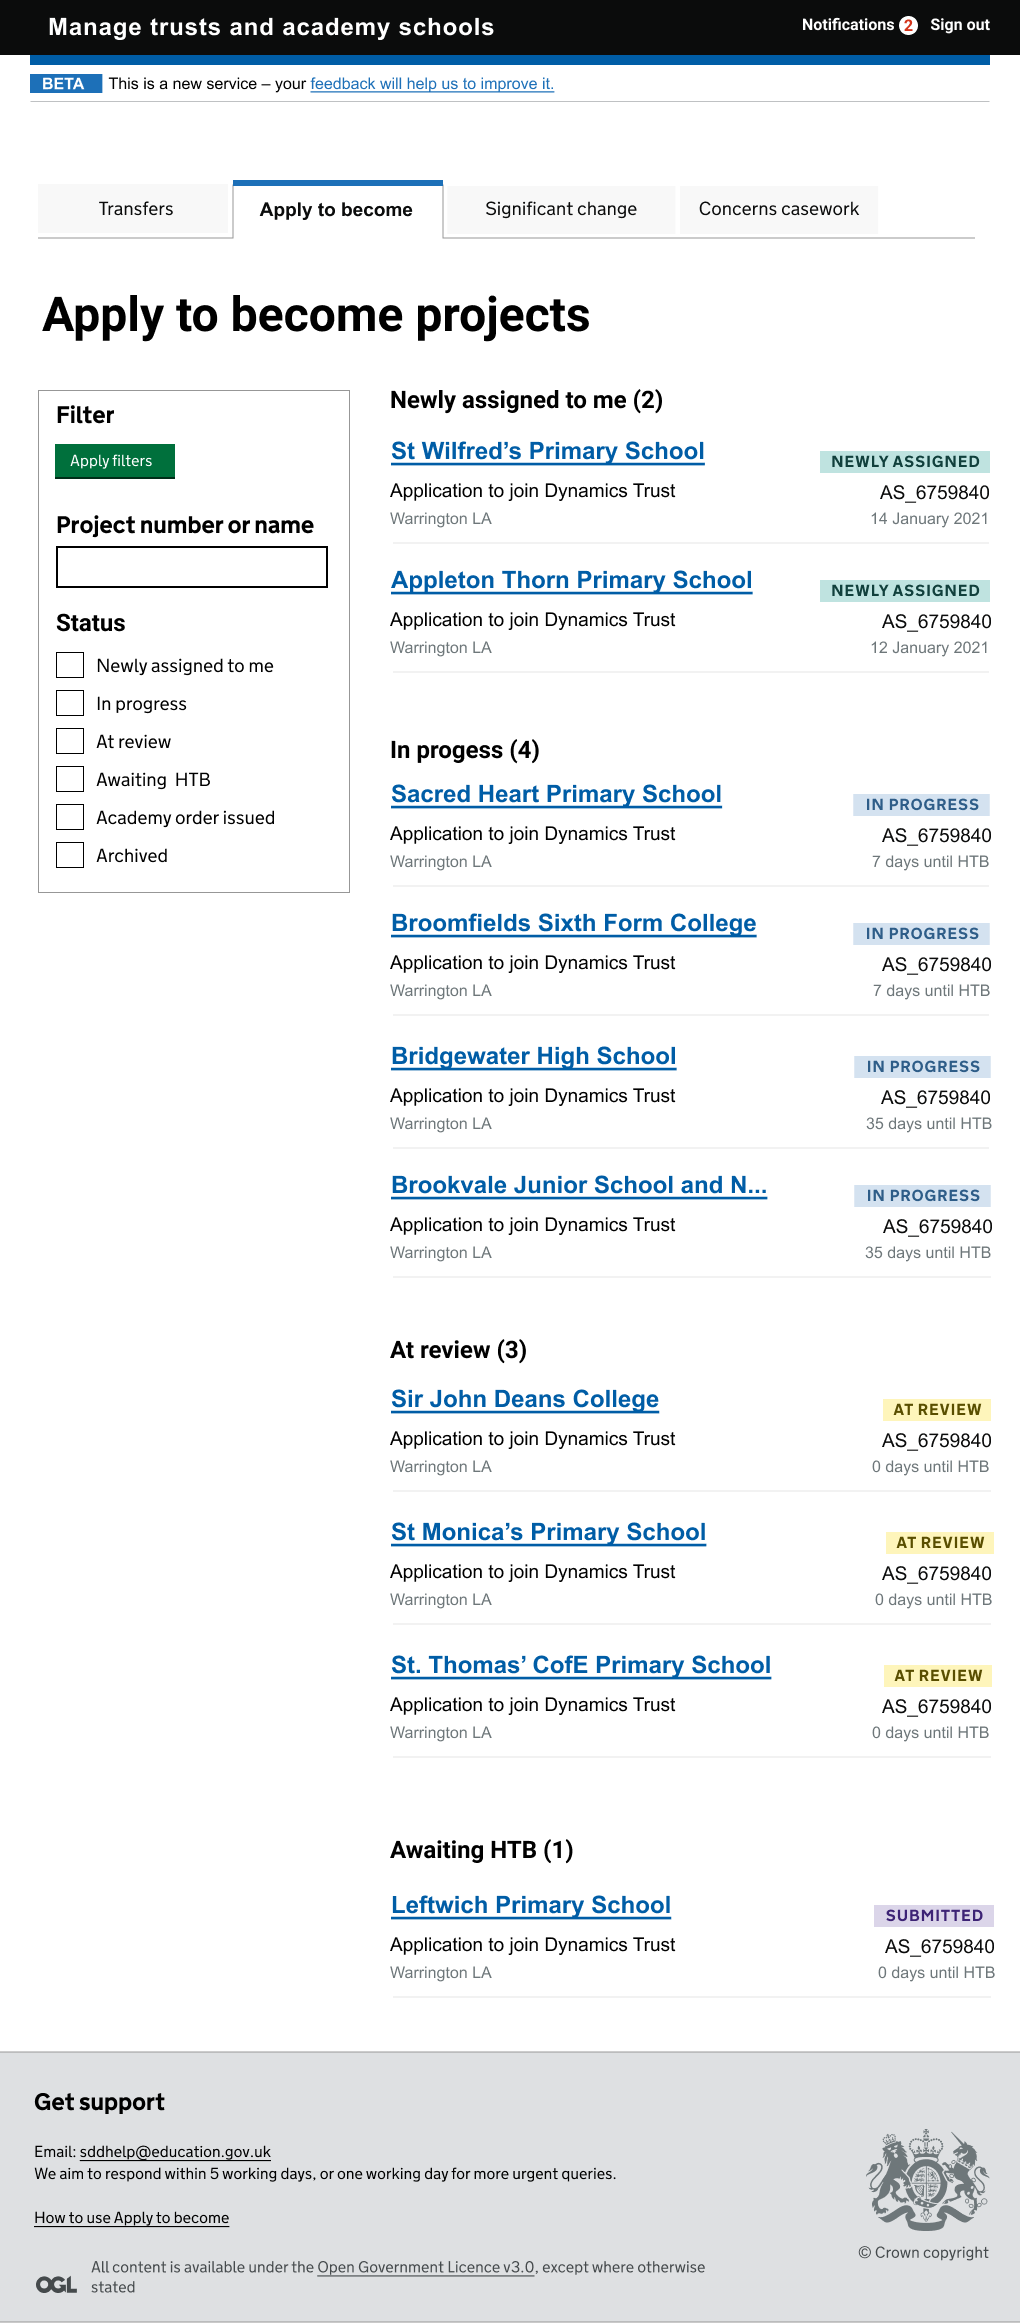 Manage trusts and academy schools
Notifications 2 Sign out
BETA This is a new service – your feedback will help us to improve it.
Transfers
Apply to become
Significant change
Concerns casework
Apply to become projects
Filter
Apply filters
Project number or name
Status
Newly assigned to me
In progress
At review
Awaiting HTB
Academy order issued
Archived
Newly assigned to me (2)
St Wilfred’s Primary School
NEWLY ASSIGNED
Application to join Dynamics Trust
AS_6759840
Warrington LA
14 January 2021
Appleton Thorn Primary School
NEWLY ASSIGNED
Application to join Dynamics Trust
AS_6759840
Warrington LA
12 January 2021
In progess (4)
Sacred Heart Primary School
IN PROGRESS
Application to join Dynamics Trust
AS_6759840
Warrington LA
7 days until HTB
Broomfields Sixth Form College
IN PROGRESS
Application to join Dynamics Trust
AS_6759840
Warrington LA
7 days until HTB
Bridgewater High School
IN PROGRESS
Application to join Dynamics Trust
AS_6759840
Warrington LA
35 days until HTB
Brookvale Junior School and N...
IN PROGRESS
Application to join Dynamics Trust
AS_6759840
Warrington LA
35 days until HTB
At review (3)
Sir John Deans College
AT REVIEW
Application to join Dynamics Trust
AS_6759840
Warrington LA
0 days until HTB
St Monica’s Primary School
AT REVIEW
Application to join Dynamics Trust
AS_6759840
Warrington LA
0 days until HTB
St. Thomas’ CofE Primary School
AT REVIEW
Application to join Dynamics Trust
AS_6759840
Warrington LA
0 days until HTB
Awaiting HTB (1)
Leftwich Primary School
SUBMITTED
Application to join Dynamics Trust
AS_6759840
Warrington LA
0 days until HTB
Get support
Email: sddhelp@education.gov.uk
We aim to respond within 5 working days, or one working day for more urgent queries.
How to use Apply to become
© Crown copyright
OGL
All content is available under the Open Government Licence v3.0, except where otherwise
stated